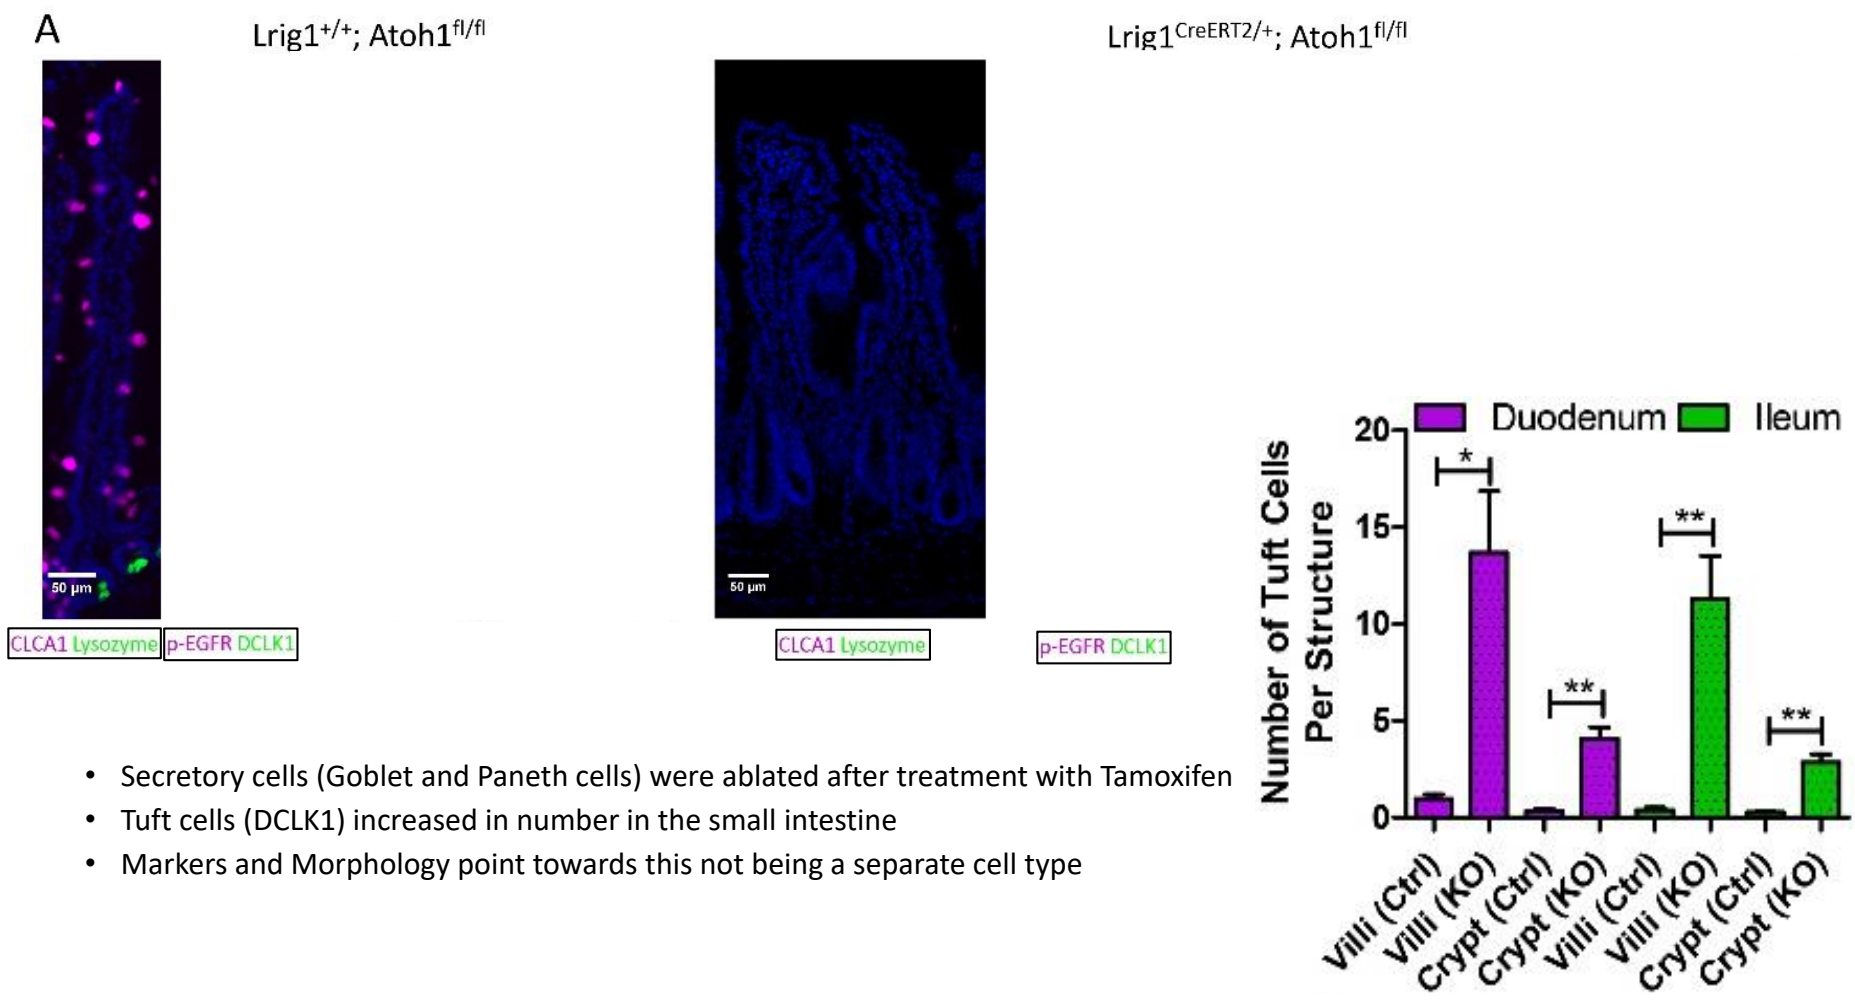 A
Lrig1+/+; Atoh1fl/fl
Lrig1CreERT2/+; Atoh1fl/fl
50 µm
50 µm
CLCA1 Lysozyme
p-EGFR DCLK1
CLCA1 Lysozyme
p-EGFR DCLK1
• Secretory cells (Goblet and Paneth cells) were ablated after treatment with Tamoxifen
• Tuft cells (DCLK1) increased in number in the small intestine
• Markers and Morphology point towards this not being a separate cell type
Duodenum
Ileum
Number of Tuft Cells
Per Structure
20
15
10
5
0
*
**
**
**
Villi (Ctrl)
Villi (KO)
Crypt (Ctrl)
Crypt (KO)
Villi (Ctrl)
Villi (KO)
Crypt (Ctrl)
Crypt (KO)